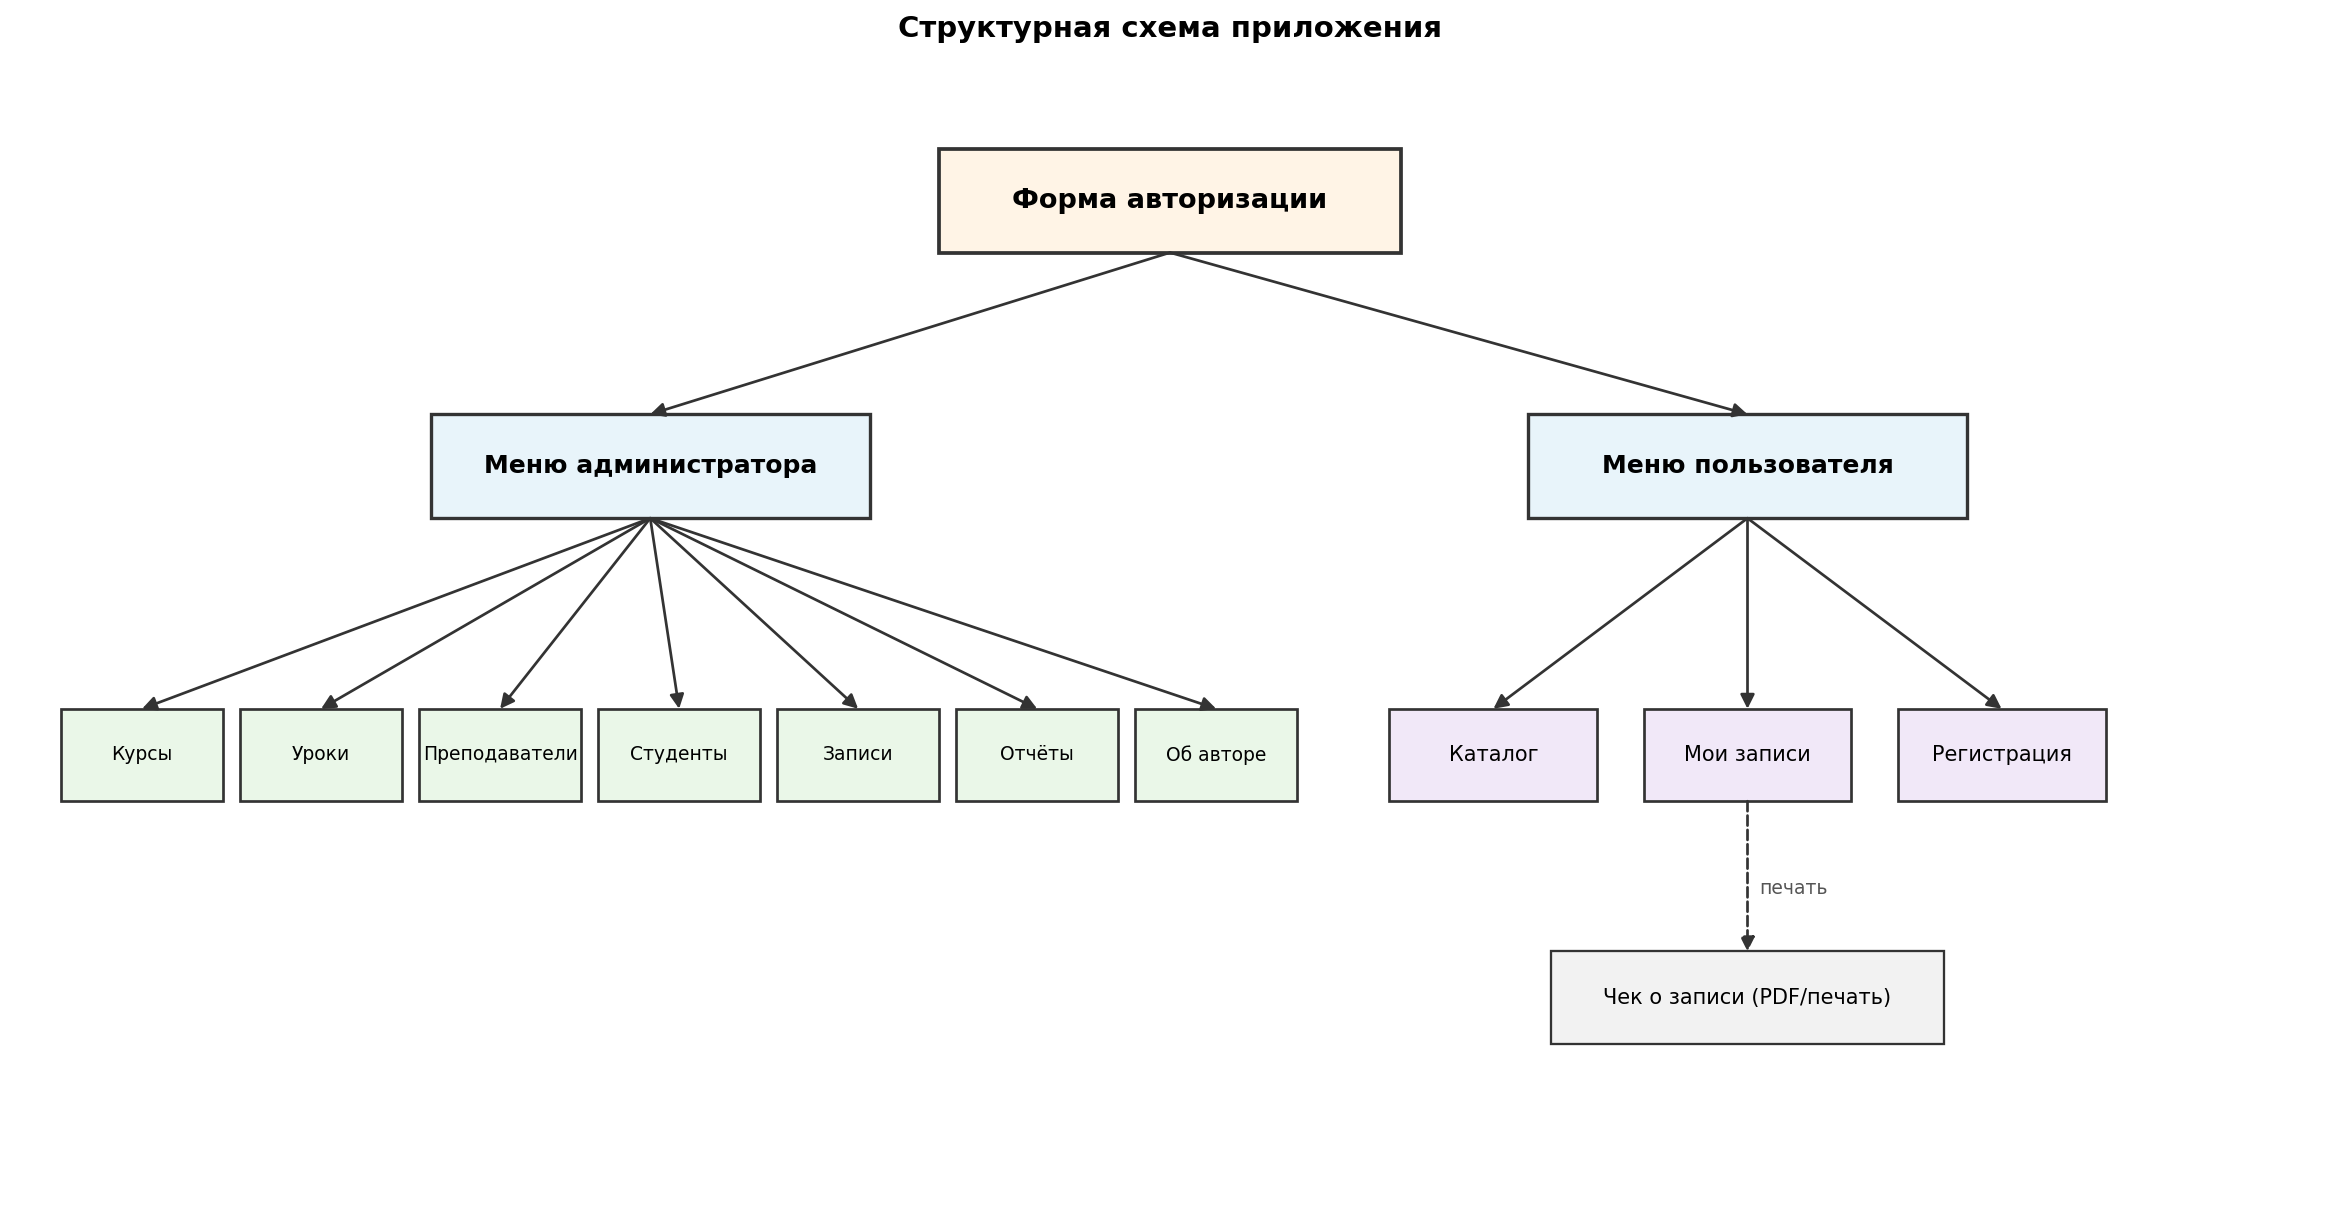 Структурная схема приложения
Форма авторизации
Меню администратора
Меню пользователя
Курсы
Уроки
Преподаватели
Студенты
Записи
Отчёты
Об авторе
Каталог
Мои записи
Регистрация
печать
Чек о записи (PDF/печать)